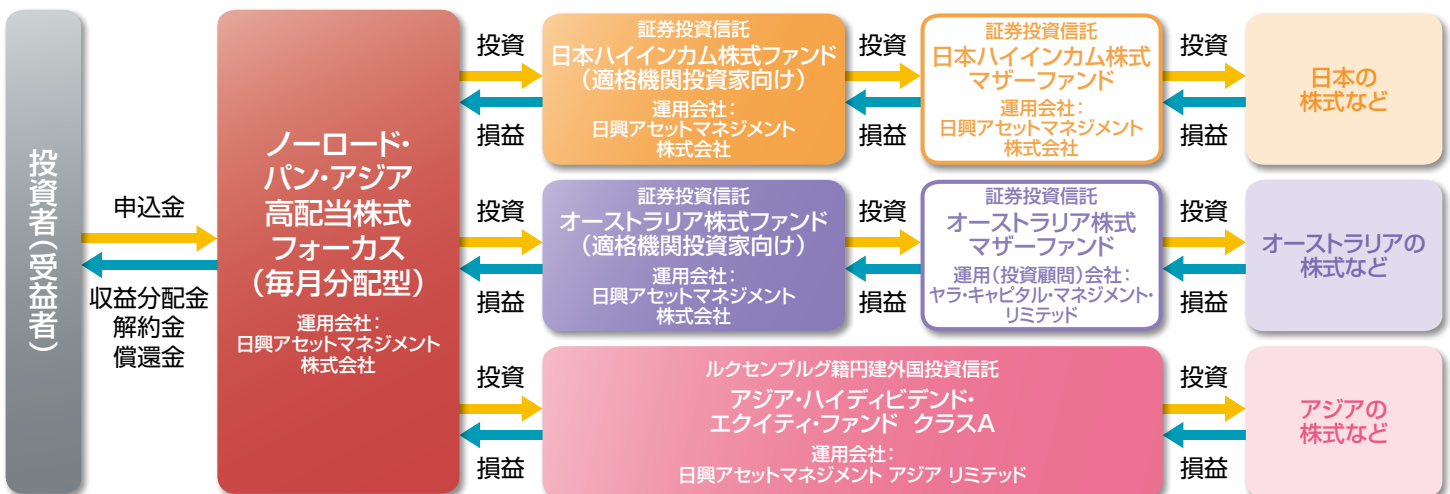 投資者(受益者)
申込金
収益分配金
解約金
償還金
ノーロード・
パン・アジア
高配当株式
フォーカス
(毎月分配型)
運用会社:
日興アセットマネジメント
株式会社
投資
損益
証券投資信託
日本ハイインカム株式ファンド
(適格機関投資家向け)
運用会社:
日興アセットマネジメント
株式会社
投資
損益
証券投資信託
日本ハイインカム株式
マザーファンド
運用会社:
日興アセットマネジメント
株式会社
投資
損益
日本の
株式など
投資
損益
証券投資信託
オーストラリア株式ファンド
(適格機関投資家向け)
運用会社:
日興アセットマネジメント
株式会社
投資
損益
証券投資信託
オーストラリア株式
マザーファンド
運用(投資顧問)会社:
ヤラ・キャピタル・マネジメント・
リミテッド
投資
損益
オーストラリアの
株式など
投資
損益
ルクセンブルグ籍円建外国投資信託
アジア・ハイディビデンド・
エクイティ・ファンド クラスA
運用会社:
日興アセットマネジメント アジア リミテッド
投資
損益
アジアの
株式など